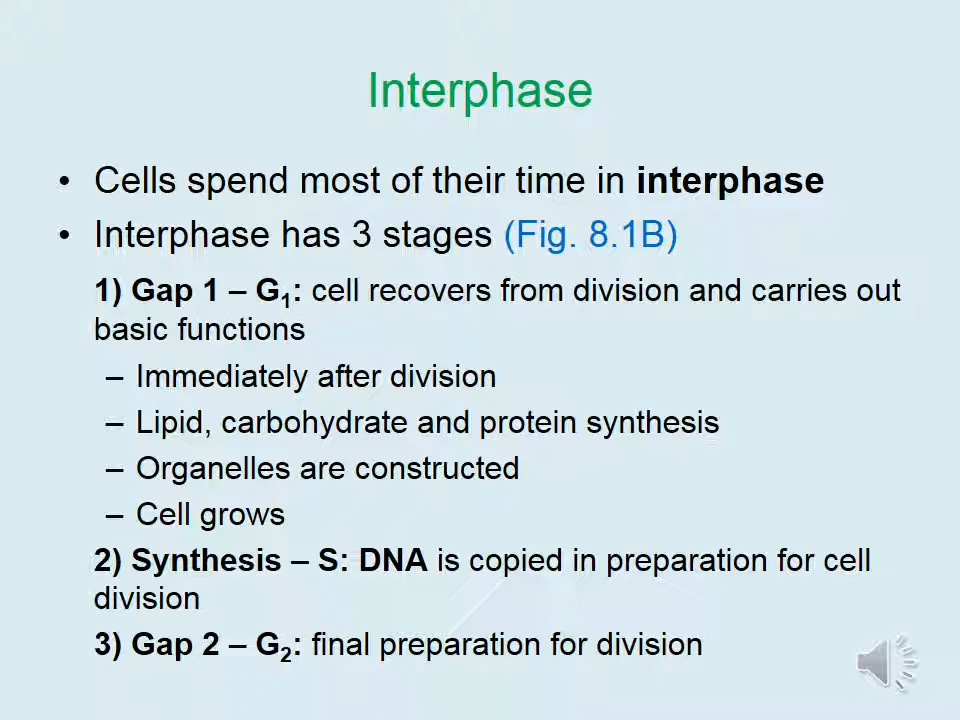 Interphase
• Cells spend most of their time in interphase
• Interphase has 3 stages (Fig. 8.1B)
1) Gap 1 – G₁: cell recovers from division and carries out
basic functions
– Immediately after division
– Lipid, carbohydrate and protein synthesis
– Organelles are constructed
– Cell grows
2) Synthesis – S: DNA is copied in preparation for cell
division
3) Gap 2 – G₂: final preparation for division